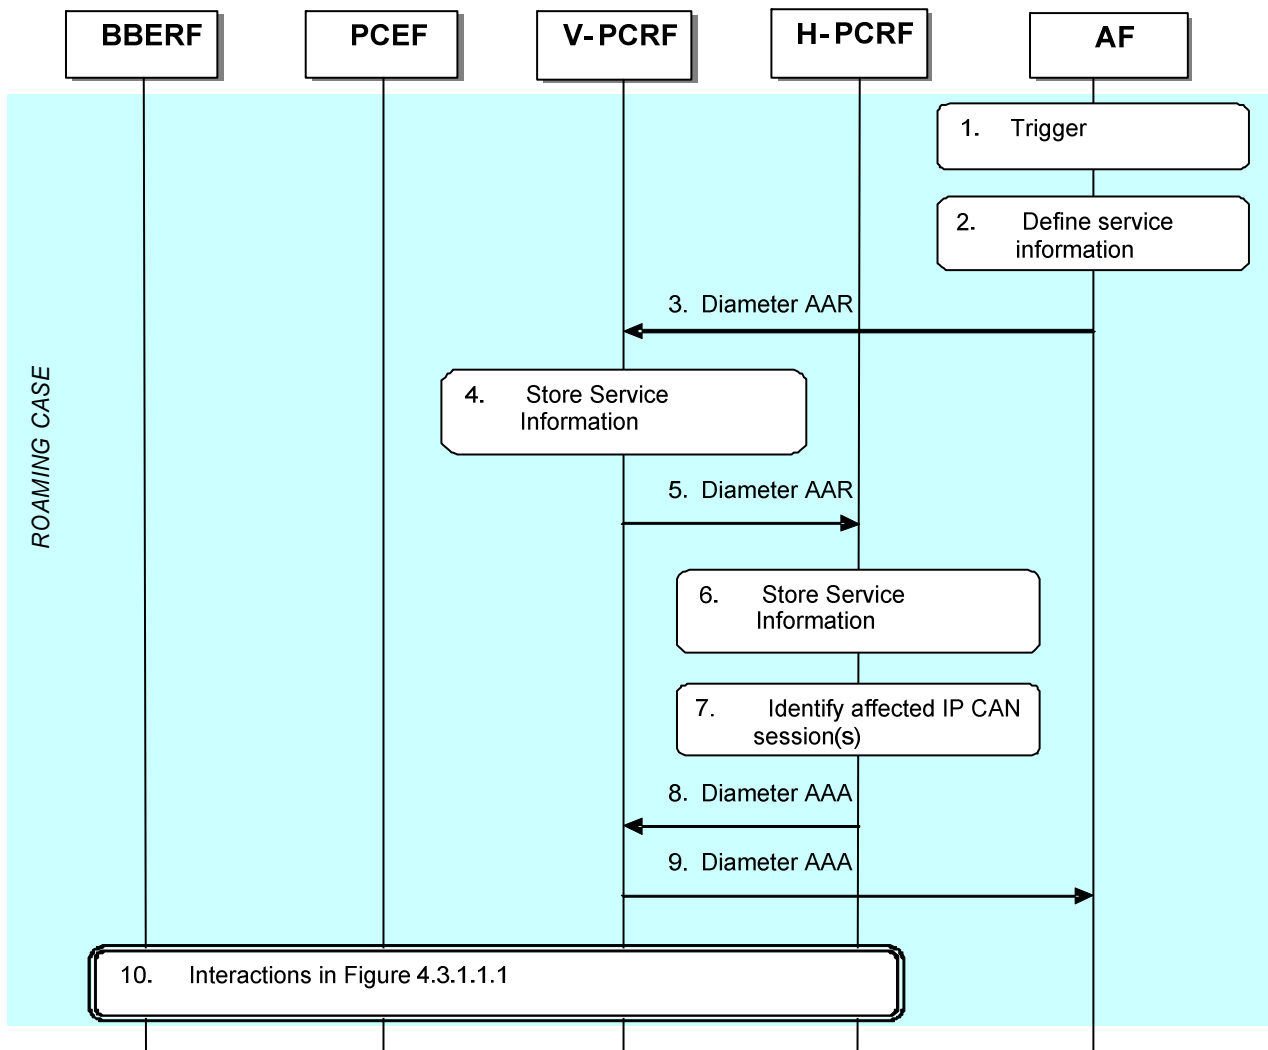 BBERF
PCEF
V-PCRF
H-PCRF
AF
1. Trigger
2. Define service
information
3. Diameter AAR
4. Store Service
Information
ROAMING CASE
5. Diameter AAR
6. Store Service
Information
7. Identify affected IP CAN
session(s)
8. Diameter AAA
9. Diameter AAA
10. Interactions in Figure 4.3.1.1.1